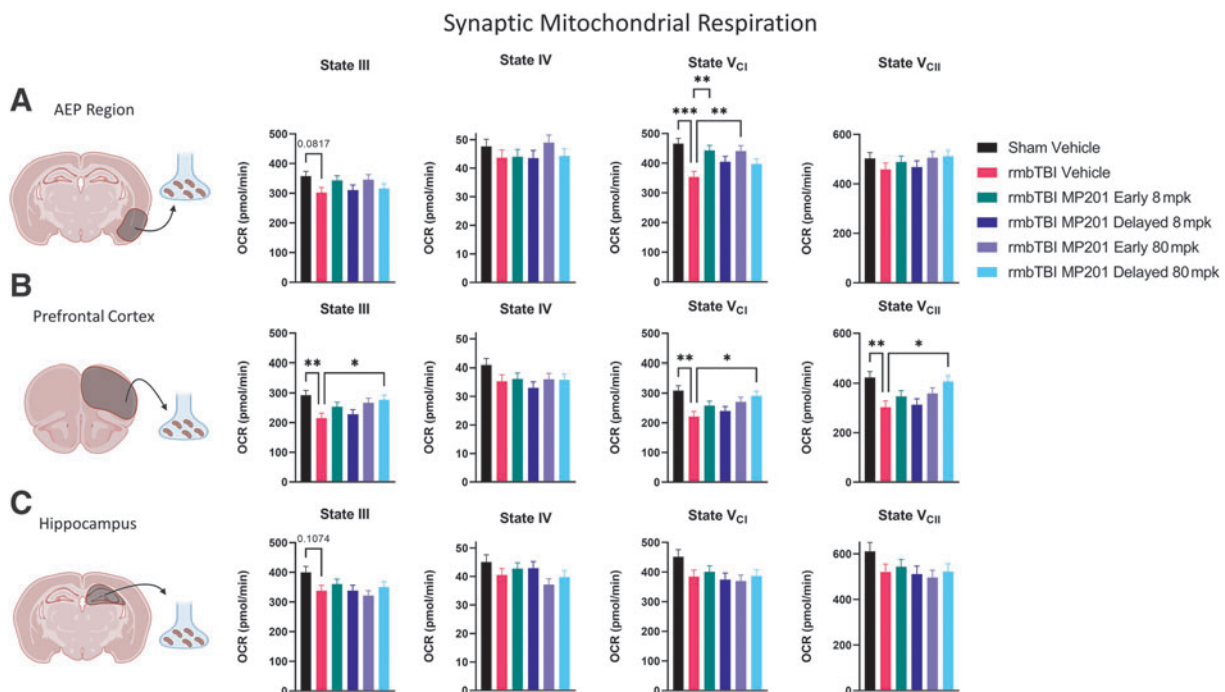 Synaptic Mitochondrial Respiration
State III
State IV
State V_CI
State V_CII
A
AEP Region
OCR (pmol/min)
500
400
300
200
100
0
0.0817
OCR (pmol/min)
50
40
30
20
10
0
OCR (pmol/min)
500
400
300
200
100
0
***
**
**
OCR (pmol/min)
600
400
200
0
Sham Vehicle
rmbTBI Vehicle
rmbTBI MP201 Early 8 mpk
rmbTBI MP201 Delayed 8 mpk
rmbTBI MP201 Early 80 mpk
rmbTBI MP201 Delayed 80 mpk
B
Prefrontal Cortex
State III
State IV
State V_CI
State V_CII
OCR (pmol/min)
500
400
300
200
100
0
**
*
OCR (pmol/min)
50
40
30
20
10
0
OCR (pmol/min)
500
400
300
200
100
0
**
*
OCR (pmol/min)
600
400
200
0
**
*
C
Hippocampus
State III
State IV
State V_CI
State V_CII
OCR (pmol/min)
500
400
300
200
100
0
0.1074
OCR (pmol/min)
50
40
30
20
10
0
OCR (pmol/min)
500
400
300
200
100
0
OCR (pmol/min)
600
400
200
0